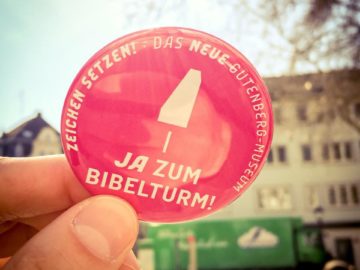 ZEICHEN SETZEN! · DAS NEUE GUTENBERG-MUSEUM
JA ZUM
BIBELTURM!